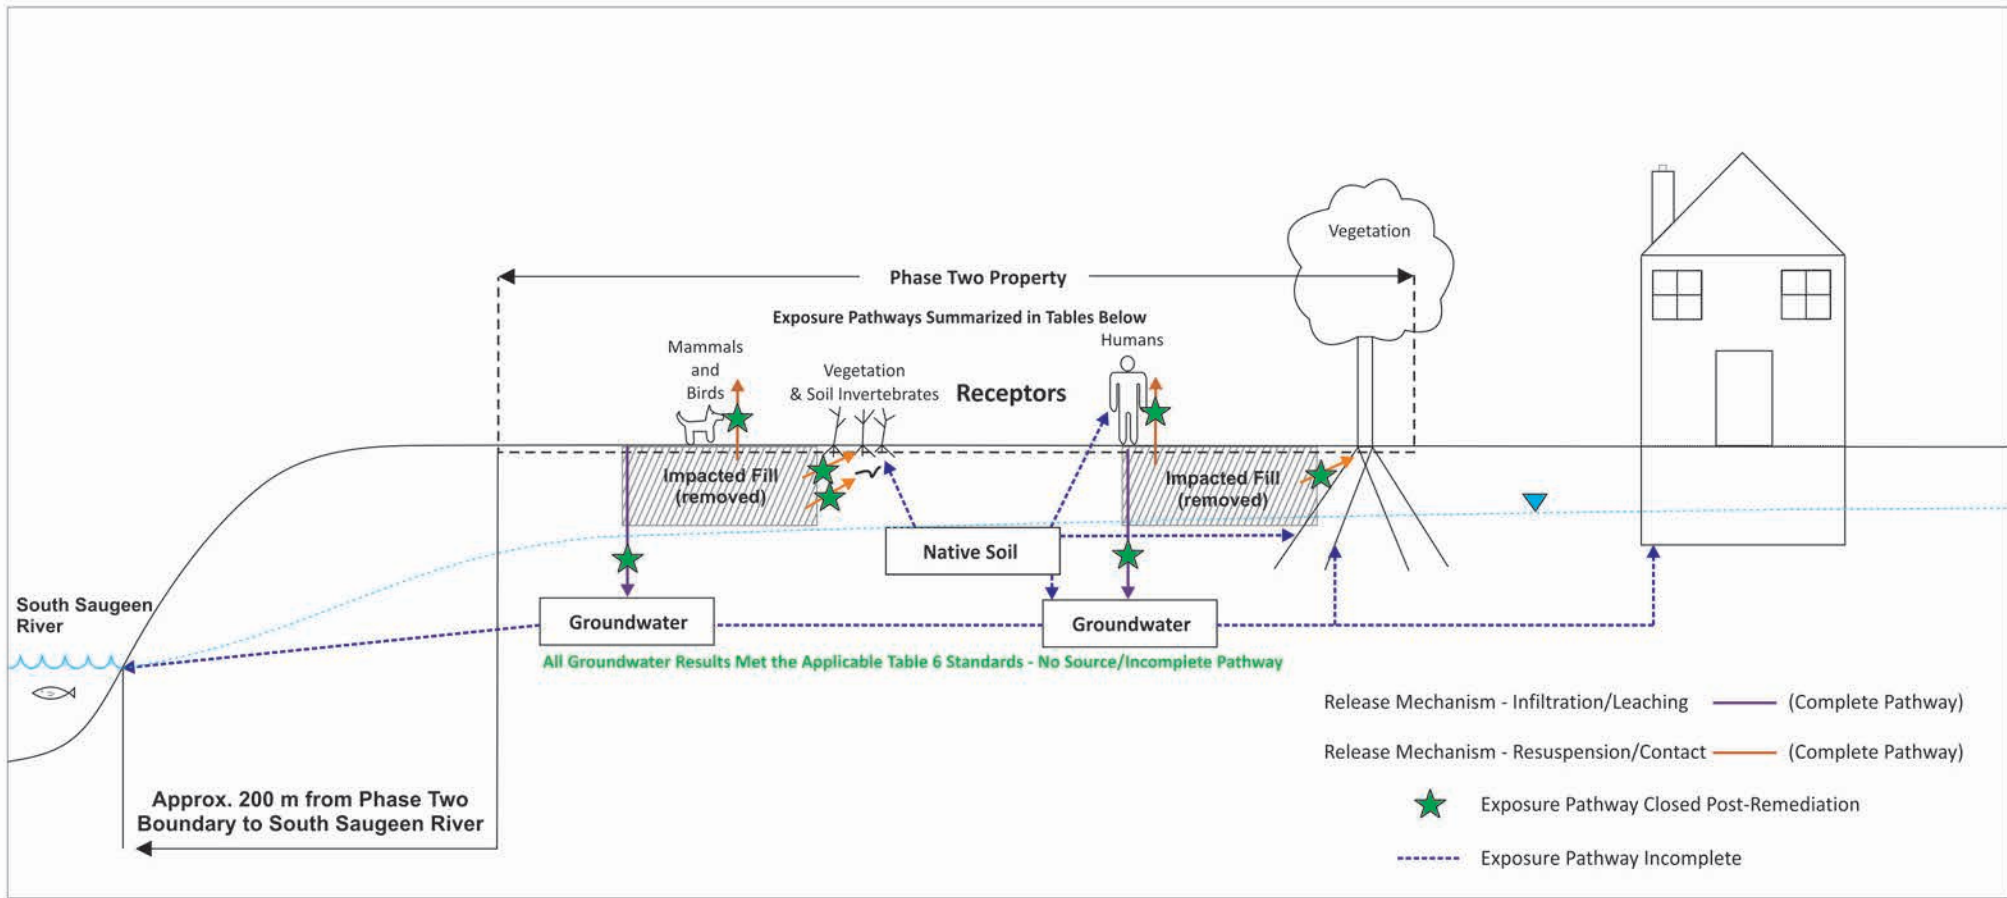 Vegetation
Phase Two Property
Exposure Pathways Summarized in Tables Below
Mammals
and
Birds
Vegetation
& Soil Invertebrates
Receptors
Humans
Impacted Fill
(removed)
Impacted Fill
(removed)
Native Soil
South Saugeen
River
Groundwater
Groundwater
All Groundwater Results Met the Applicable Table 6 Standards - No Source/Incomplete Pathway
Approx. 200 m from Phase Two
Boundary to South Saugeen River
Release Mechanism - Infiltration/Leaching (Complete Pathway)
Release Mechanism - Resuspension/Contact (Complete Pathway)
Exposure Pathway Closed Post-Remediation
Exposure Pathway Incomplete